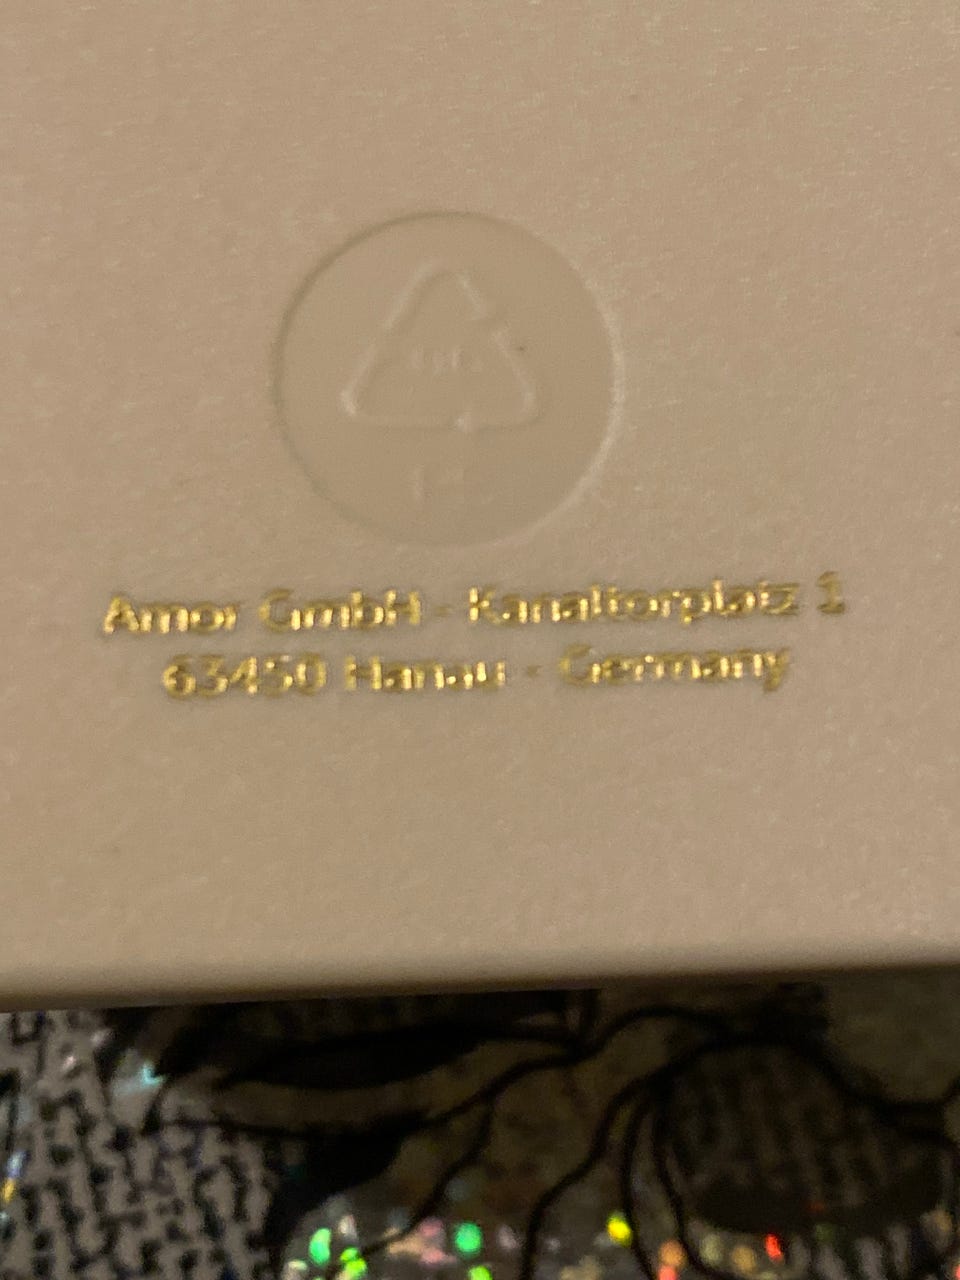 Amor GmbH - Kanaltorplatz 1
63450 Hanau - Germany